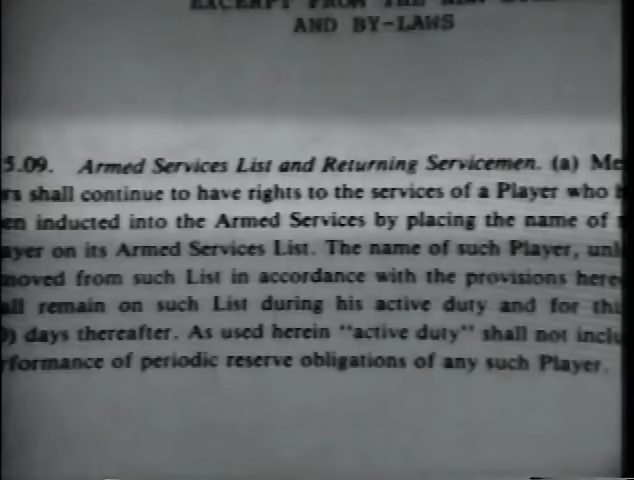 EXCERPT FROM THE
AND BY-LAWS
5.09. Armed Services List and Returning Servicemen. (a) Me
rs shall continue to have rights to the services of a Player who
en inducted into the Armed Services by placing the name of
ayer on its Armed Services List. The name of such Player, unl
moved from such List in accordance with the provisions here
all remain on such List during his active duty and for thi
0) days thereafter. As used herein "active duty" shall not inclu
rformance of periodic reserve obligations of any such Player.